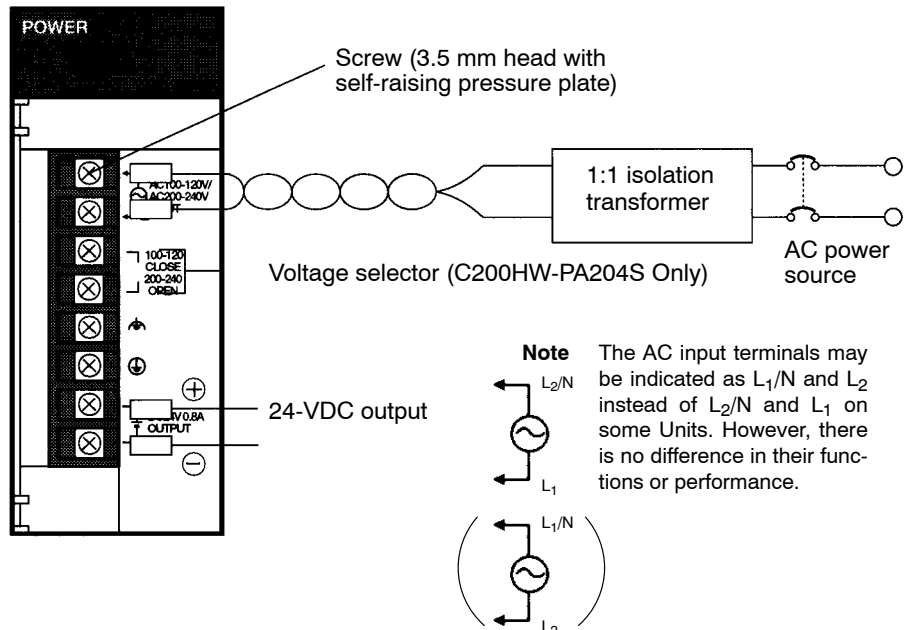 POWER
Screw (3.5 mm head with
self-raising pressure plate)
AC100-120V/
AC200-240V
1:1 isolation
transformer
AC power
source
100-120
CLOSE
200-240
OPEN
Voltage selector (C200HW-PA204S Only)
24-VDC output
0.8A
OUTPUT
Note
The AC input terminals may
be indicated as L1/N and L2
instead of L2/N and L1 on
some Units. However, there
is no difference in their func-
tions or performance.
L2/N
L1
L1/N
L2